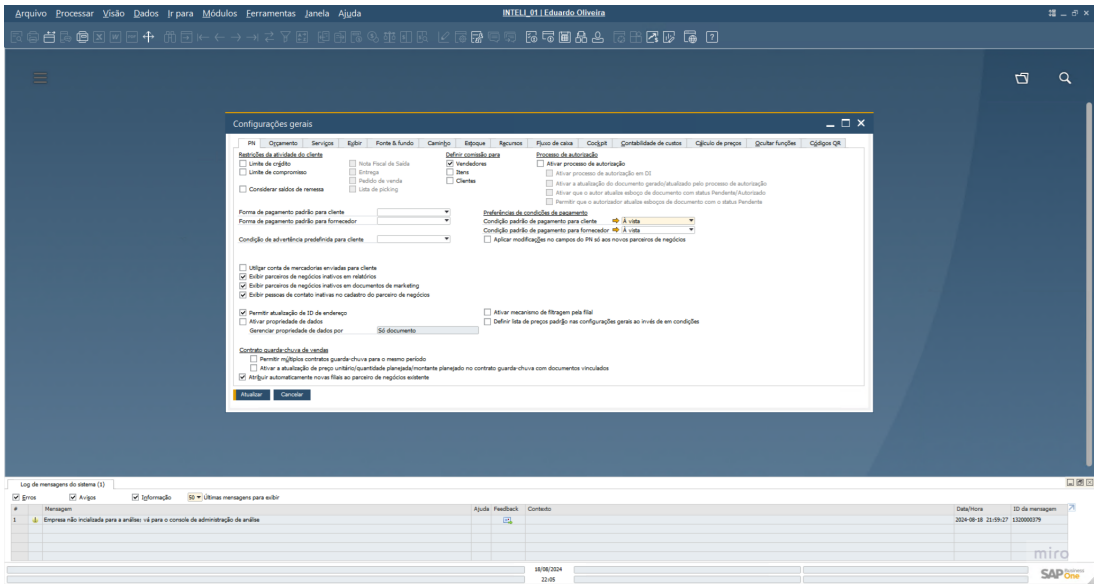 Arquivo Processar Visão Dados Ir para Módulos Ferramentas Janela Ajuda INTELI_01 | Eduardo Oliveira
Configurações gerais
PN Orçamento Serviços Exibir Fonte & fundo Caminho Estoque Recursos Fluxo de caixa Cockpit Contabilidade de custos Cálculo de preços Ocultar funções Códigos QR
Restrições da atividade do cliente Definir comissão para Processo de autorização
Limite de crédito Nota Fiscal de Saída Vendedores Ativar processo de autorização
Limite de compromisso Entrega Itens Ativar processo de autorização em DI
Pedido de venda Clientes Ativar a atualização do documento gerado/atualizado pelo processo de autorização
Considerar saldos de remessa Lista de picking Ativar que o autor atualize esboço de documento com status Pendente/Autorizado
Permitir que o autorizador atualize esboços de documento com o status Pendente
Forma de pagamento padrão para cliente Preferências de condições de pagamento
Forma de pagamento padrão para fornecedor Condição padrão de pagamento para cliente À vista
Condição padrão de pagamento para fornecedor À vista
Condição de advertência predefinida para cliente Aplicar modificações no campos do PN só aos novos parceiros de negócios
Utilizar conta de mercadorias enviadas para cliente
Exibir parceiros de negócios inativos em relatórios
Exibir parceiros de negócios inativos em documentos de marketing
Exibir pessoas de contato inativas no cadastro do parceiro de negócios
Permitir atualização de ID de endereço Ativar mecanismo de filtragem pela filial
Ativar propriedade de dados Definir lista de preços padrão nas configurações gerais ao invés de em condições
Gerenciar propriedade de dados por Só documento
Contrato guarda-chuva de vendas
Permitir múltiplos contratos guarda-chuva para o mesmo período
Ativar a atualização de preço unitário/quantidade planejada/montante planejado no contrato guarda-chuva com documentos vinculados
Atribuir automaticamente novas filiais ao parceiro de negócios existente
Atualizar Cancelar
Log de mensagens do sistema (1)
Erros Avisos Informação 50 Últimas mensagens para exibir
# Mensagem Ajuda Feedback Contexto Data/Hora ID da mensagem
1 Empresa não incializada para a análise; vá para o console de administração de análise 2024-08-18 21:59:27 1320000379
miro
18/08/2024
22:05
SAP Business One